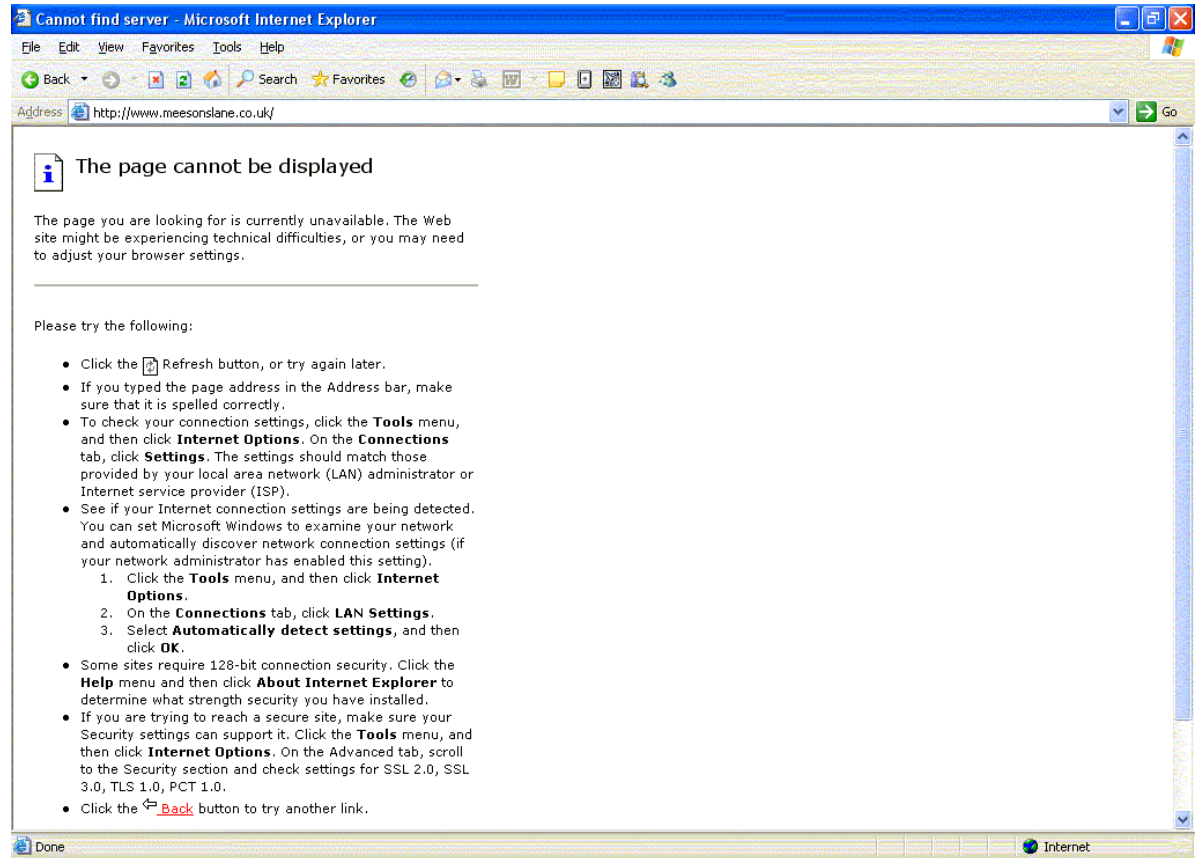 Cannot find server - Microsoft Internet Explorer
File Edit View Favorites Tools Help
Back Search Favorites
Address http://www.meesonslane.co.uk/ Go
The page cannot be displayed
The page you are looking for is currently unavailable. The Web
site might be experiencing technical difficulties, or you may need
to adjust your browser settings.
Please try the following:
• Click the Refresh button, or try again later.
• If you typed the page address in the Address bar, make
sure that it is spelled correctly.
• To check your connection settings, click the Tools menu,
and then click Internet Options. On the Connections
tab, click Settings. The settings should match those
provided by your local area network (LAN) administrator or
Internet service provider (ISP).
• See if your Internet connection settings are being detected.
You can set Microsoft Windows to examine your network
and automatically discover network connection settings (if
your network administrator has enabled this setting).
1. Click the Tools menu, and then click Internet
Options.
2. On the Connections tab, click LAN Settings.
3. Select Automatically detect settings, and then
click OK.
• Some sites require 128-bit connection security. Click the
Help menu and then click About Internet Explorer to
determine what strength security you have installed.
• If you are trying to reach a secure site, make sure your
Security settings can support it. Click the Tools menu, and
then click Internet Options. On the Advanced tab, scroll
to the Security section and check settings for SSL 2.0, SSL
3.0, TLS 1.0, PCT 1.0.
• Click the Back button to try another link.
Done Internet